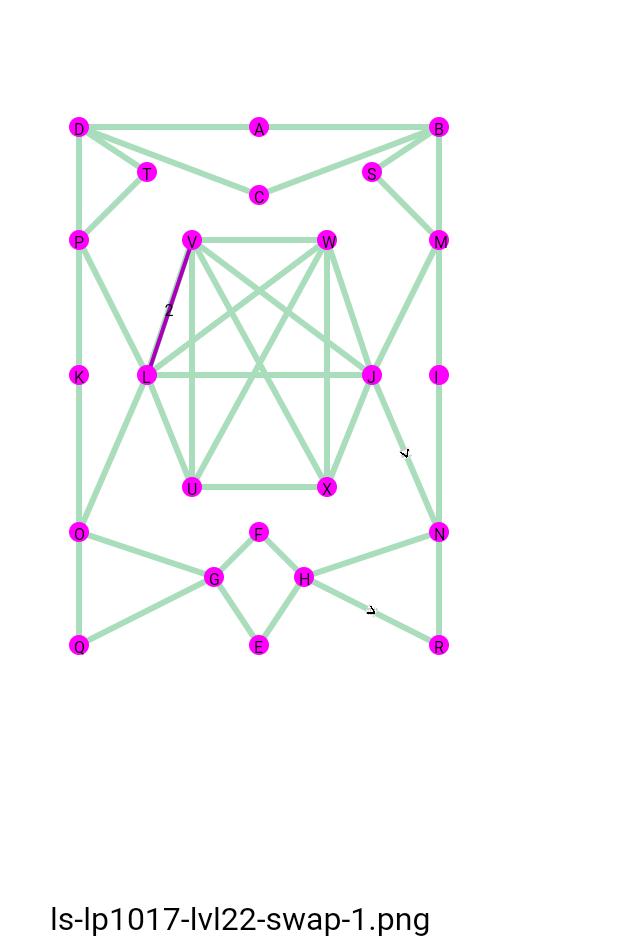 D A B
T S
C
P V W M
2
K L J I
U X
O F N
G H
Q E R
ls-lp1017-lvl22-swap-1.png